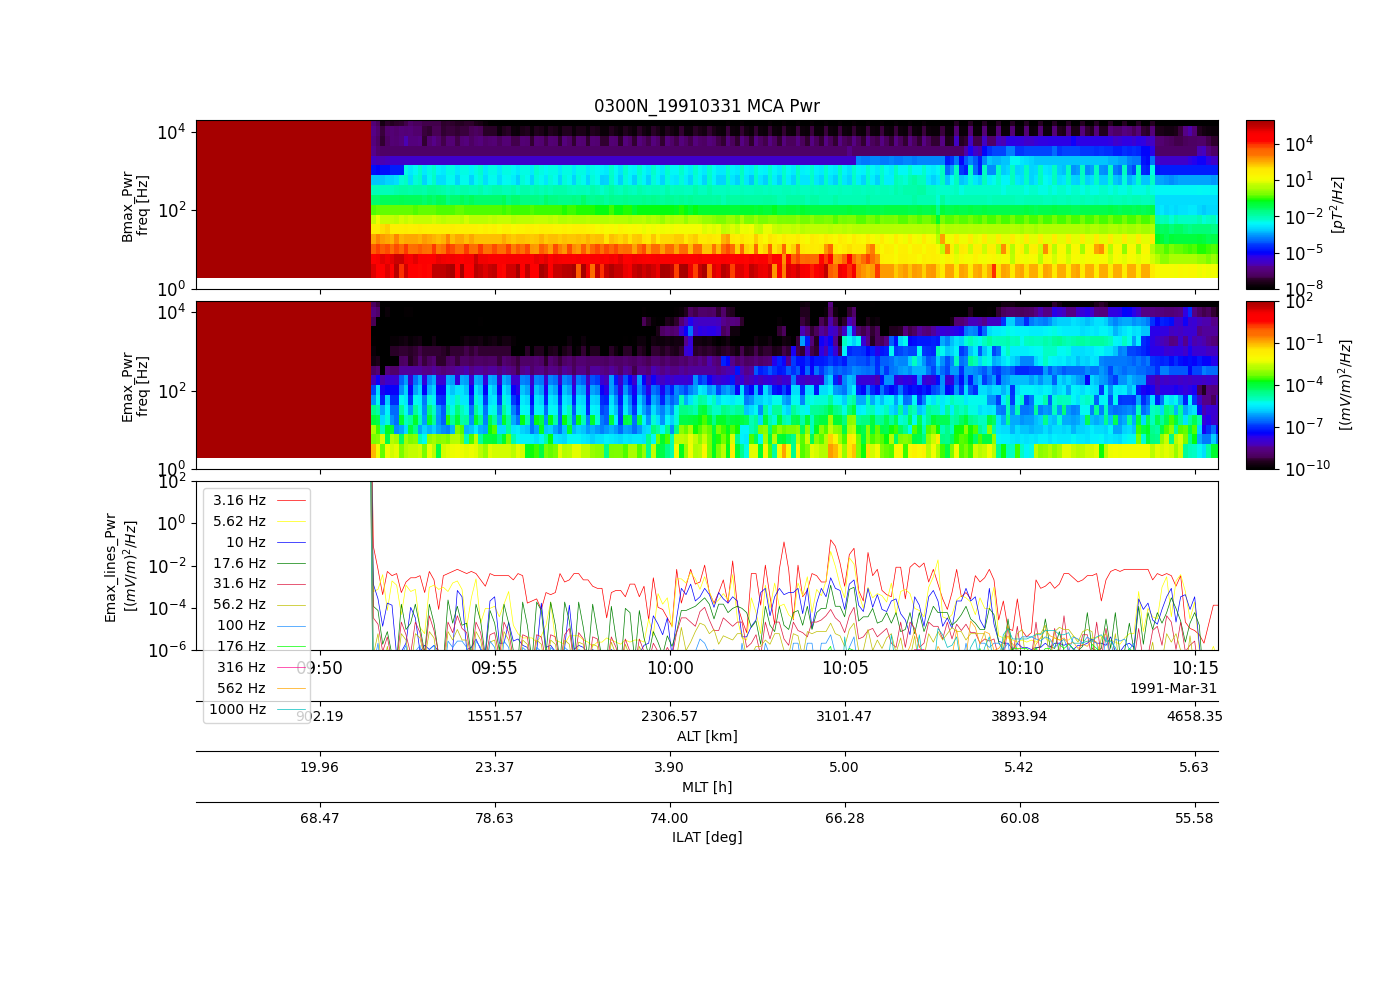 0300N_19910331 MCA Pwr
10^4
10^2
10^0
Bmax_Pwr
freq [Hz]
10^4
10^1
10^-2
10^-5
10^-8
[pT^2/Hz]
10^4
10^2
10^0
Emax_Pwr
freq [Hz]
10^2
10^-1
10^-4
10^-7
10^-10
[(mV/m)^2/Hz]
10^2
10^0
10^-2
10^-4
10^-6
Emax_lines_Pwr
[(mV/m)^2/Hz]
3.16 Hz
5.62 Hz
10 Hz
17.6 Hz
31.6 Hz
56.2 Hz
100 Hz
176 Hz
316 Hz
562 Hz
1000 Hz
09:50 09:55 10:00 10:05 10:10 10:15
1991-Mar-31
902.19 1551.57 2306.57 3101.47 3893.94 4658.35
ALT [km]
19.96 23.37 3.90 5.00 5.42 5.63
MLT [h]
68.47 78.63 74.00 66.28 60.08 55.58
ILAT [deg]